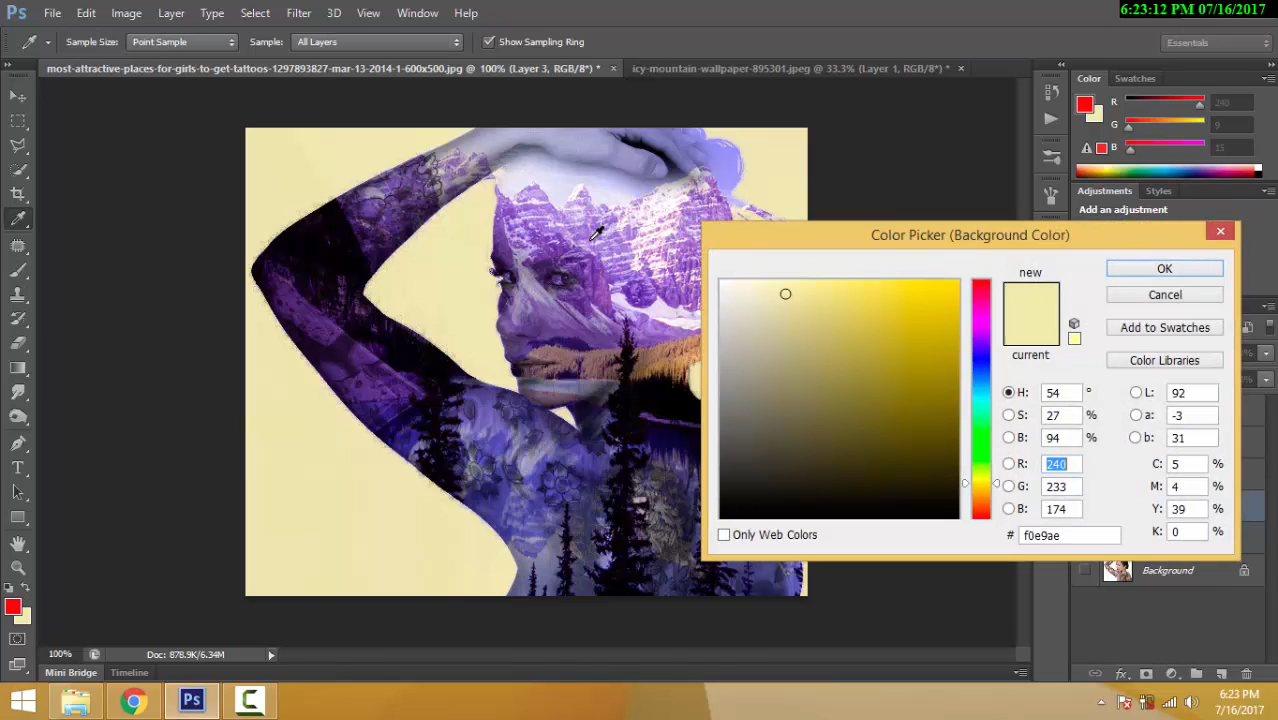 6:23:12 PM 07/16/2017
Ps File Edit Image Layer Type Select Filter 3D View Window Help
Sample Size: Point Sample Sample: All Layers Show Sampling Ring Essentials
most-attractive-places-for-girls-to-get-tattoos-1297893827-mar-13-2014-1-600x500.jpg @ 100% (Layer 3, RGB/8*) * × icy-mountain-wallpaper-895301.jpeg @ 33.3% (Layer 1, RGB/8*) * ×
Color Swatches
R 240
G 9
B 15
Adjustments Styles
Add an adjustment
Color Picker (Background Color)
new
current
OK
Cancel
Add to Swatches
Color Libraries
H: 54 ° L: 92
S: 27 % a: -3
B: 94 % b: 31
R: 240 C: 5 %
G: 233 M: 4 %
B: 174 Y: 39 %
# f0e9ae K: 0 %
Only Web Colors
Background
100% Doc: 878.9K/6.34M
Mini Bridge Timeline
Ps
6:23 PM
7/16/2017